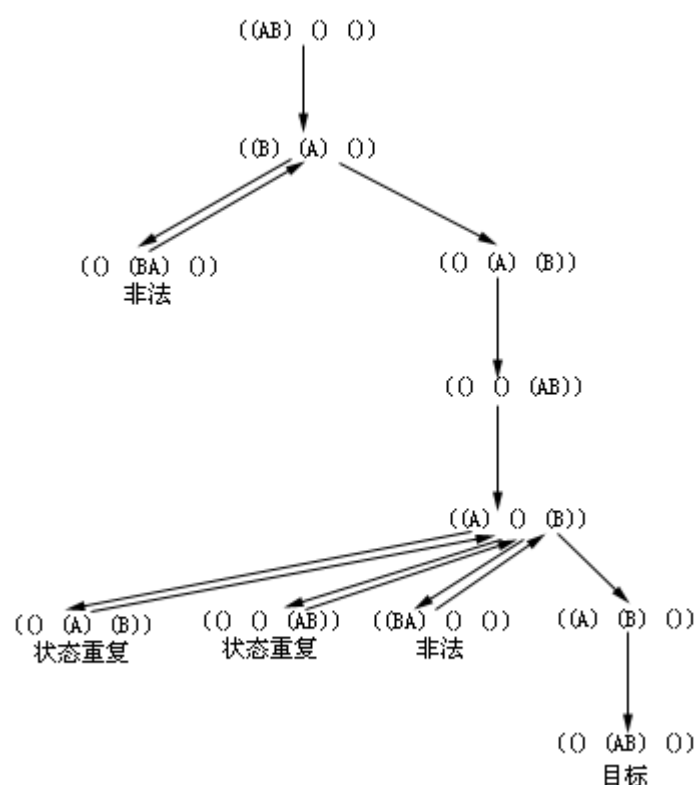 ((AB) () ())
((B) (A) ())
(() (BA) ())
非法
(() (A) (B))
(() () (AB))
((A) () (B))
(() (A) (B))
状态重复
(() () (AB))
状态重复
((BA) () ())
非法
((A) (B) ())
(() (AB) ())
目标